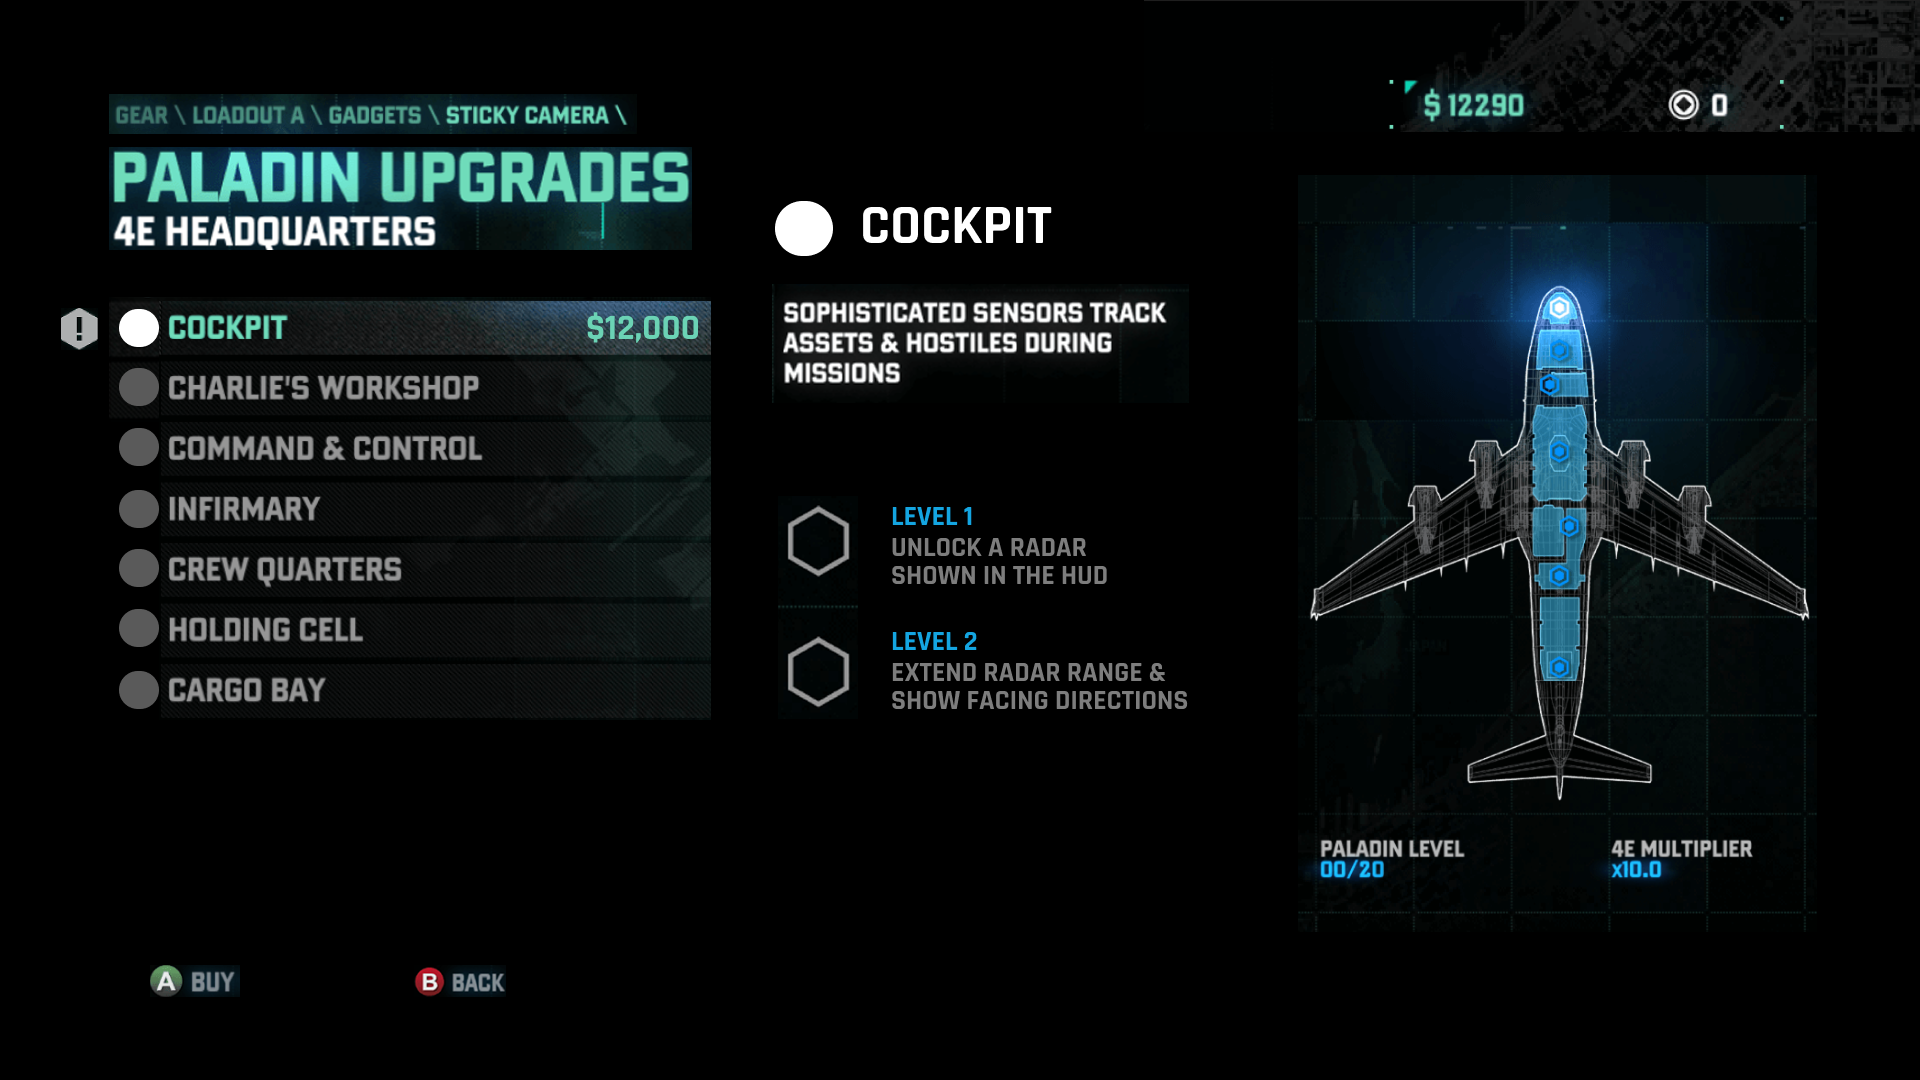 GEAR \ LOADOUT A \ GADGETS \ STICKY CAMERA \
$ 12290
0
PALADIN UPGRADES
4E HEADQUARTERS
! COCKPIT $12,000
CHARLIE'S WORKSHOP
COMMAND & CONTROL
INFIRMARY
CREW QUARTERS
HOLDING CELL
CARGO BAY
COCKPIT
SOPHISTICATED SENSORS TRACK
ASSETS & HOSTILES DURING
MISSIONS
LEVEL 1
UNLOCK A RADAR
SHOWN IN THE HUD
LEVEL 2
EXTEND RADAR RANGE &
SHOW FACING DIRECTIONS
PALADIN LEVEL
00/20
4E MULTIPLIER
x10.0
A BUY
B BACK